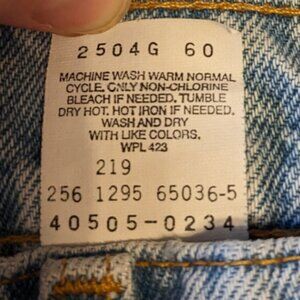 2504G 60
MACHINE WASH WARM NORMAL
CYCLE. ONLY NON-CHLORINE
BLEACH IF NEEDED. TUMBLE
DRY HOT. HOT IRON IF NEEDED.
WASH AND DRY
WITH LIKE COLORS.
WPL 423
219
256 1295 65036-5
40505-0234